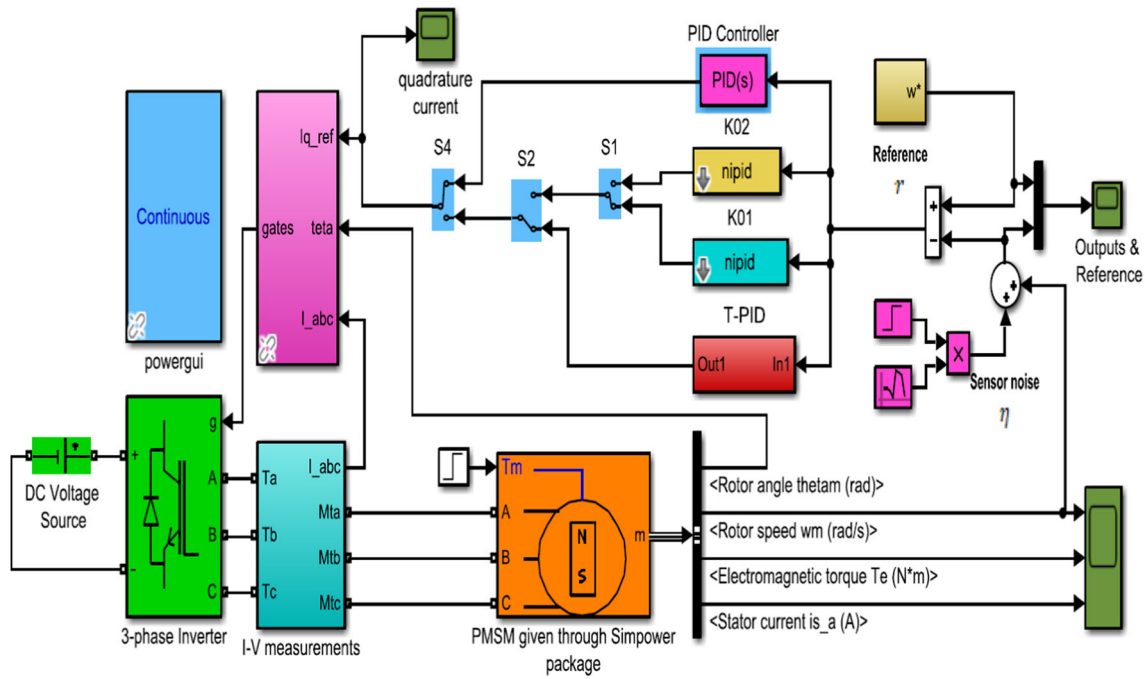 PID Controller
quadrature
current
PID(s)
w*
K02
Reference
r
S4
S2
S1
nipid
Iq_ref
K01
Continuous
gates
teta
+
−
Outputs &
Reference
nipid
+
+
T-PID
I_abc
powergui
Out1
In1
X
Sensor noise
η
g
+
DC Voltage
Source
−
A
B
C
Ta
Tb
Tc
I_abc
Mta
Mtb
Mtc
Tm
A
B
C
N
S
m
<Rotor angle thetam (rad)>
<Rotor speed wm (rad/s)>
<Electromagnetic torque Te (N*m)>
<Stator current is_a (A)>
3-phase Inverter
I-V measurements
PMSM given through Simpower
package